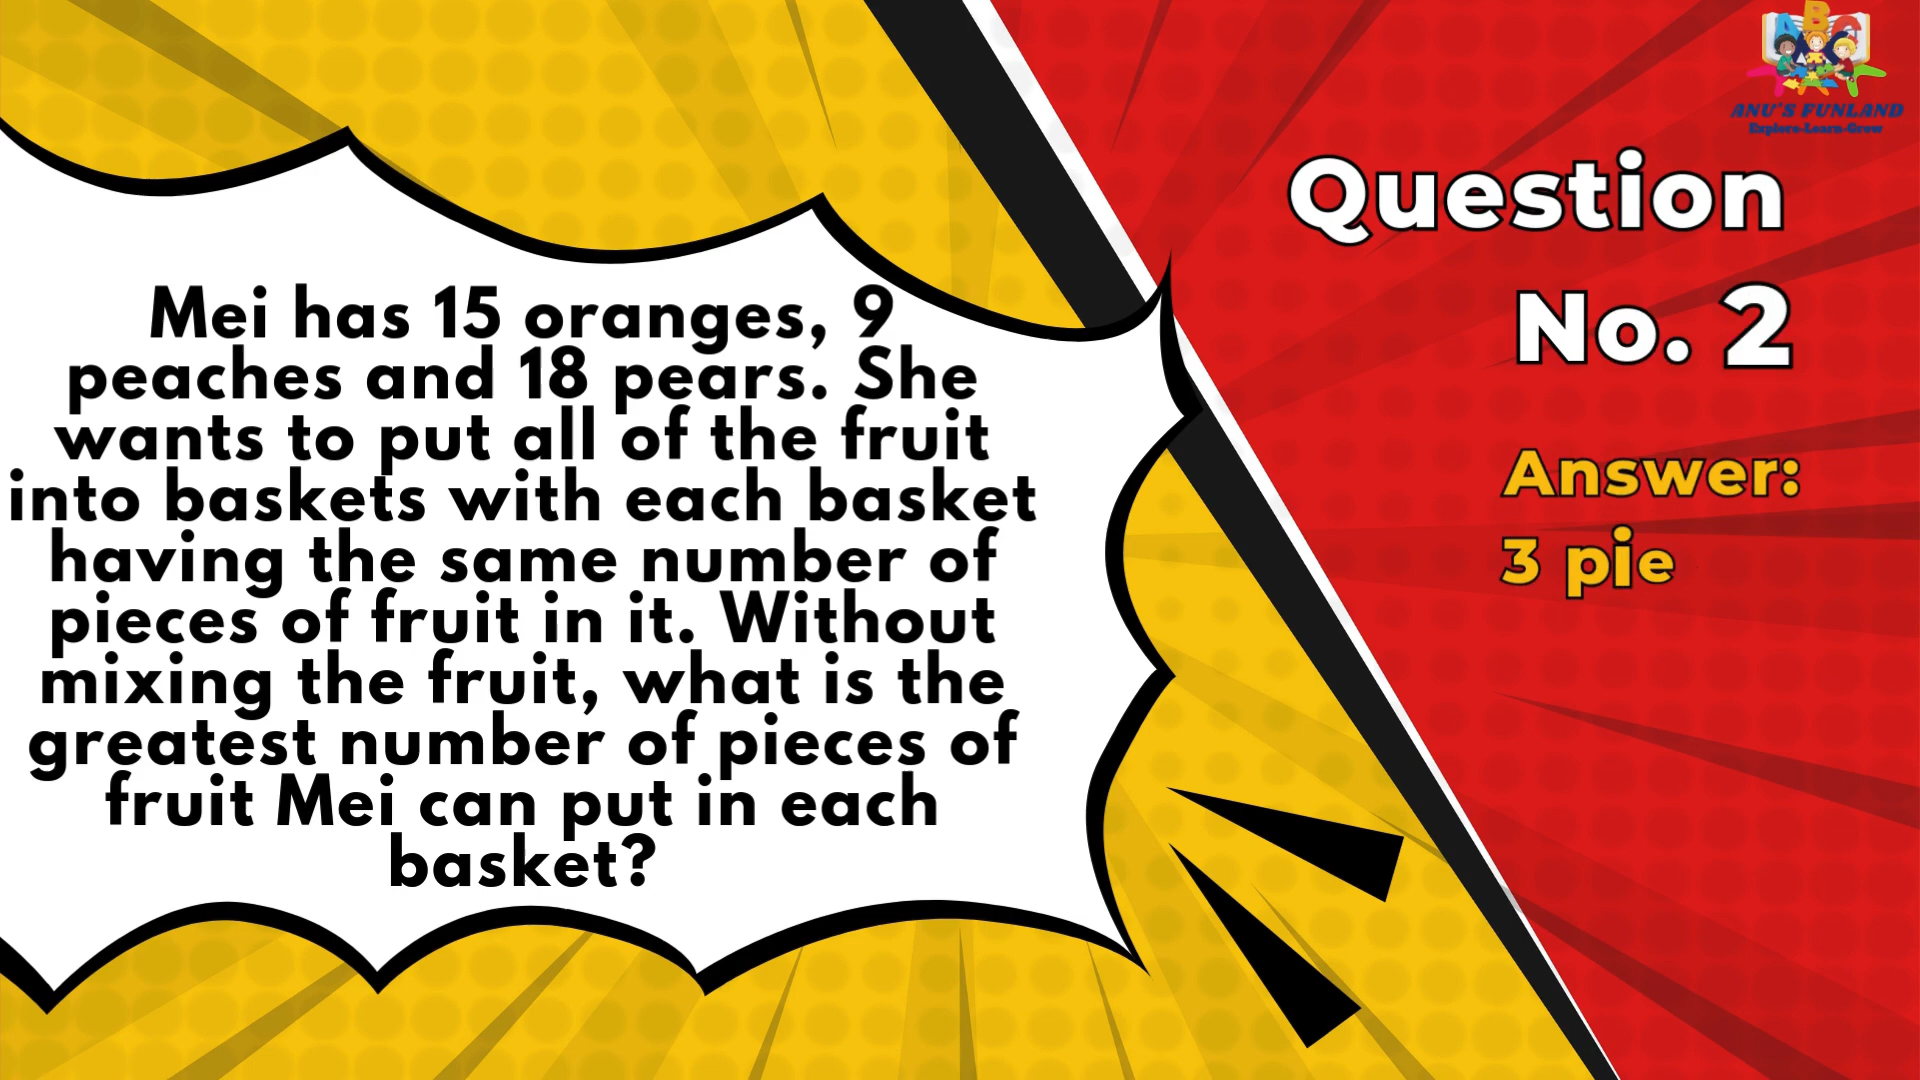 ABC
ANU'S FUNLAND
Explore-Learn-Grow
Question
No. 2
Answer:
3 pie
Mei has 15 oranges, 9
peaches and 18 pears. She
wants to put all of the fruit
into baskets with each basket
having the same number of
pieces of fruit in it. Without
mixing the fruit, what is the
greatest number of pieces of
fruit Mei can put in each
basket?